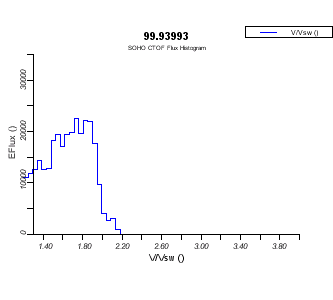 99.93993
V/Vsw ()
SOHO CTOF Flux Histogram
30000
20000
10000
0
EFlux ()
1.40 1.80 2.20 2.60 3.00 3.40 3.80
V/Vsw ()